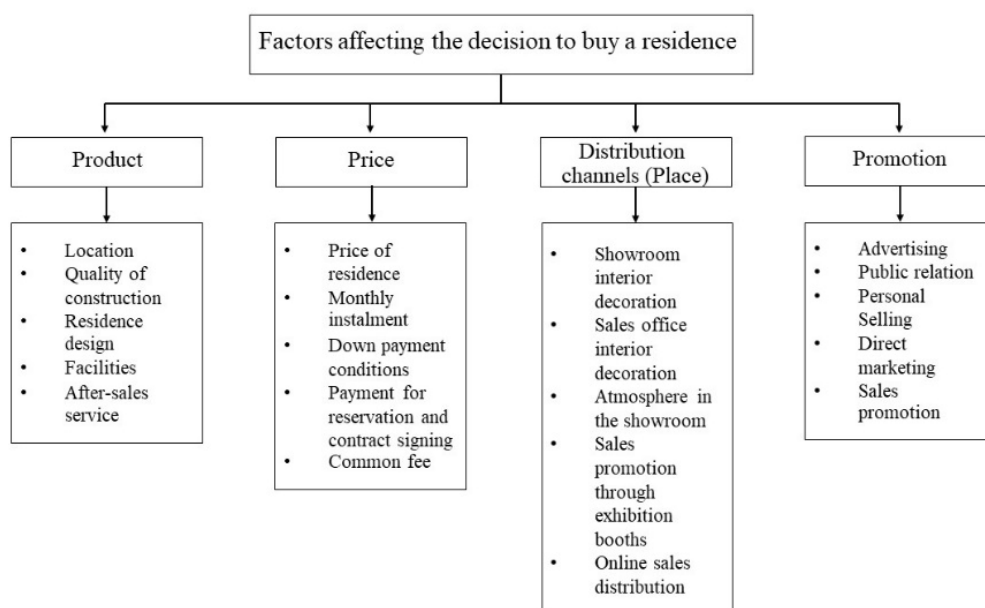 Factors affecting the decision to buy a residence
Product
Price
Distribution
channels (Place)
Promotion
• Location
• Quality of
construction
• Residence
design
• Facilities
• After-sales
service
• Price of
residence
• Monthly
instalment
• Down payment
conditions
• Payment for
reservation and
contract signing
• Common fee
• Showroom
interior
decoration
• Sales office
interior
decoration
• Atmosphere in
the showroom
• Sales
promotion
through
exhibition
booths
• Online sales
distribution
• Advertising
• Public relation
• Personal
Selling
• Direct
marketing
• Sales
promotion